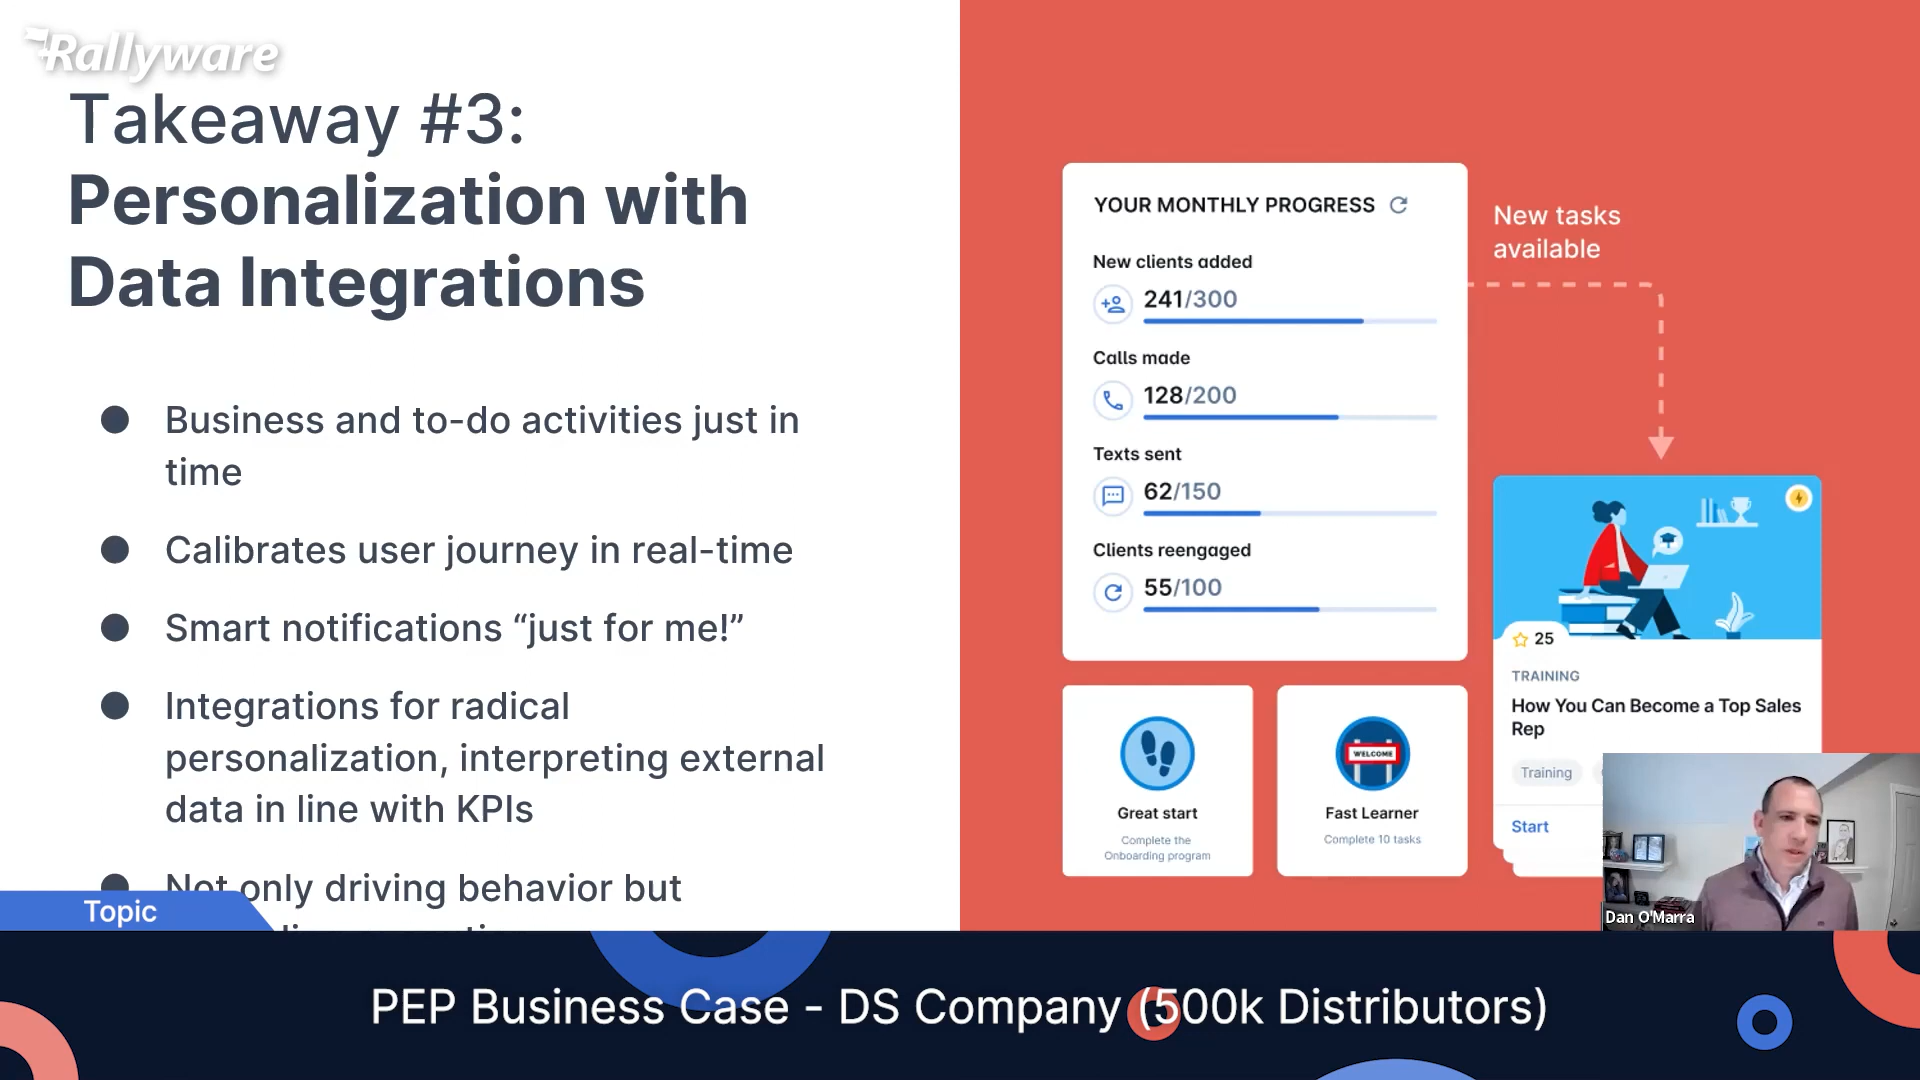 Rallyware
Takeaway #3:
Personalization with
Data Integrations
Business and to-do activities just in
time
Calibrates user journey in real-time
Smart notifications “just for me!”
Integrations for radical
personalization, interpreting external
data in line with KPIs
Not only driving behavior but
YOUR MONTHLY PROGRESS
New clients added
241/300
Calls made
128/200
Texts sent
62/150
Clients reengaged
55/100
New tasks
available
Great start
Complete the
Onboarding program
WELCOME
Fast Learner
Complete 10 tasks
25
TRAINING
How You Can Become a Top Sales
Rep
Training
Start
Dan O'Marra
Topic
PEP Business Case - DS Company (500k Distributors)